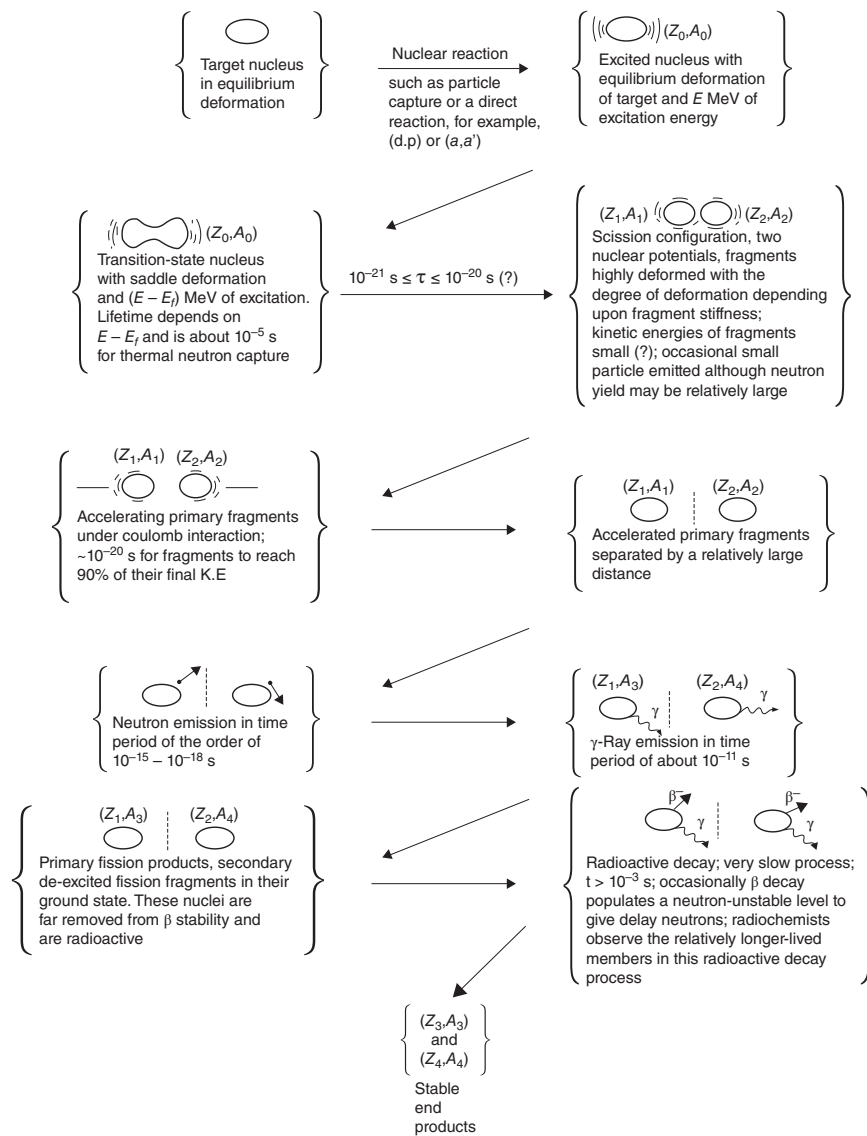 Target nucleus
in equilibrium
deformation
Nuclear reaction
such as particle
capture or a direct
reaction, for example,
(d.p) or (a,a’)
(Z₀,A₀)
Excited nucleus with
equilibrium deformation
of target and E MeV of
excitation energy
(Z₀,A₀)
Transition-state nucleus
with saddle deformation
and (E – E_f) MeV of excitation.
Lifetime depends on
E – E_f and is about 10⁻⁵ s
for thermal neutron capture
10⁻²¹ s ≤ τ ≤ 10⁻²⁰ s (?)
(Z₁,A₁) (Z₂,A₂)
Scission configuration, two
nuclear potentials, fragments
highly deformed with the
degree of deformation depending
upon fragment stiffness;
kinetic energies of fragments
small (?); occasional small
particle emitted although neutron
yield may be relatively large
(Z₁,A₁) (Z₂,A₂)
Accelerating primary fragments
under coulomb interaction;
~10⁻²⁰ s for fragments to reach
90% of their final K.E
(Z₁,A₁) (Z₂,A₂)
Accelerated primary fragments
separated by a relatively large
distance
Neutron emission in time
period of the order of
10⁻¹⁵ – 10⁻¹⁸ s
(Z₁,A₃) (Z₂,A₄)
γ γ
γ-Ray emission in time
period of about 10⁻¹¹ s
(Z₁,A₃) (Z₂,A₄)
Primary fission products, secondary
de-excited fission fragments in their
ground state. These nuclei are
far removed from β stability and
are radioactive
β⁻ β⁻
γ γ
Radioactive decay; very slow process;
t > 10⁻³ s; occasionally β decay
populates a neutron-unstable level to
give delay neutrons; radiochemists
observe the relatively longer-lived
members in this radioactive decay
process
(Z₃,A₃)
and
(Z₄,A₄)
Stable
end
products